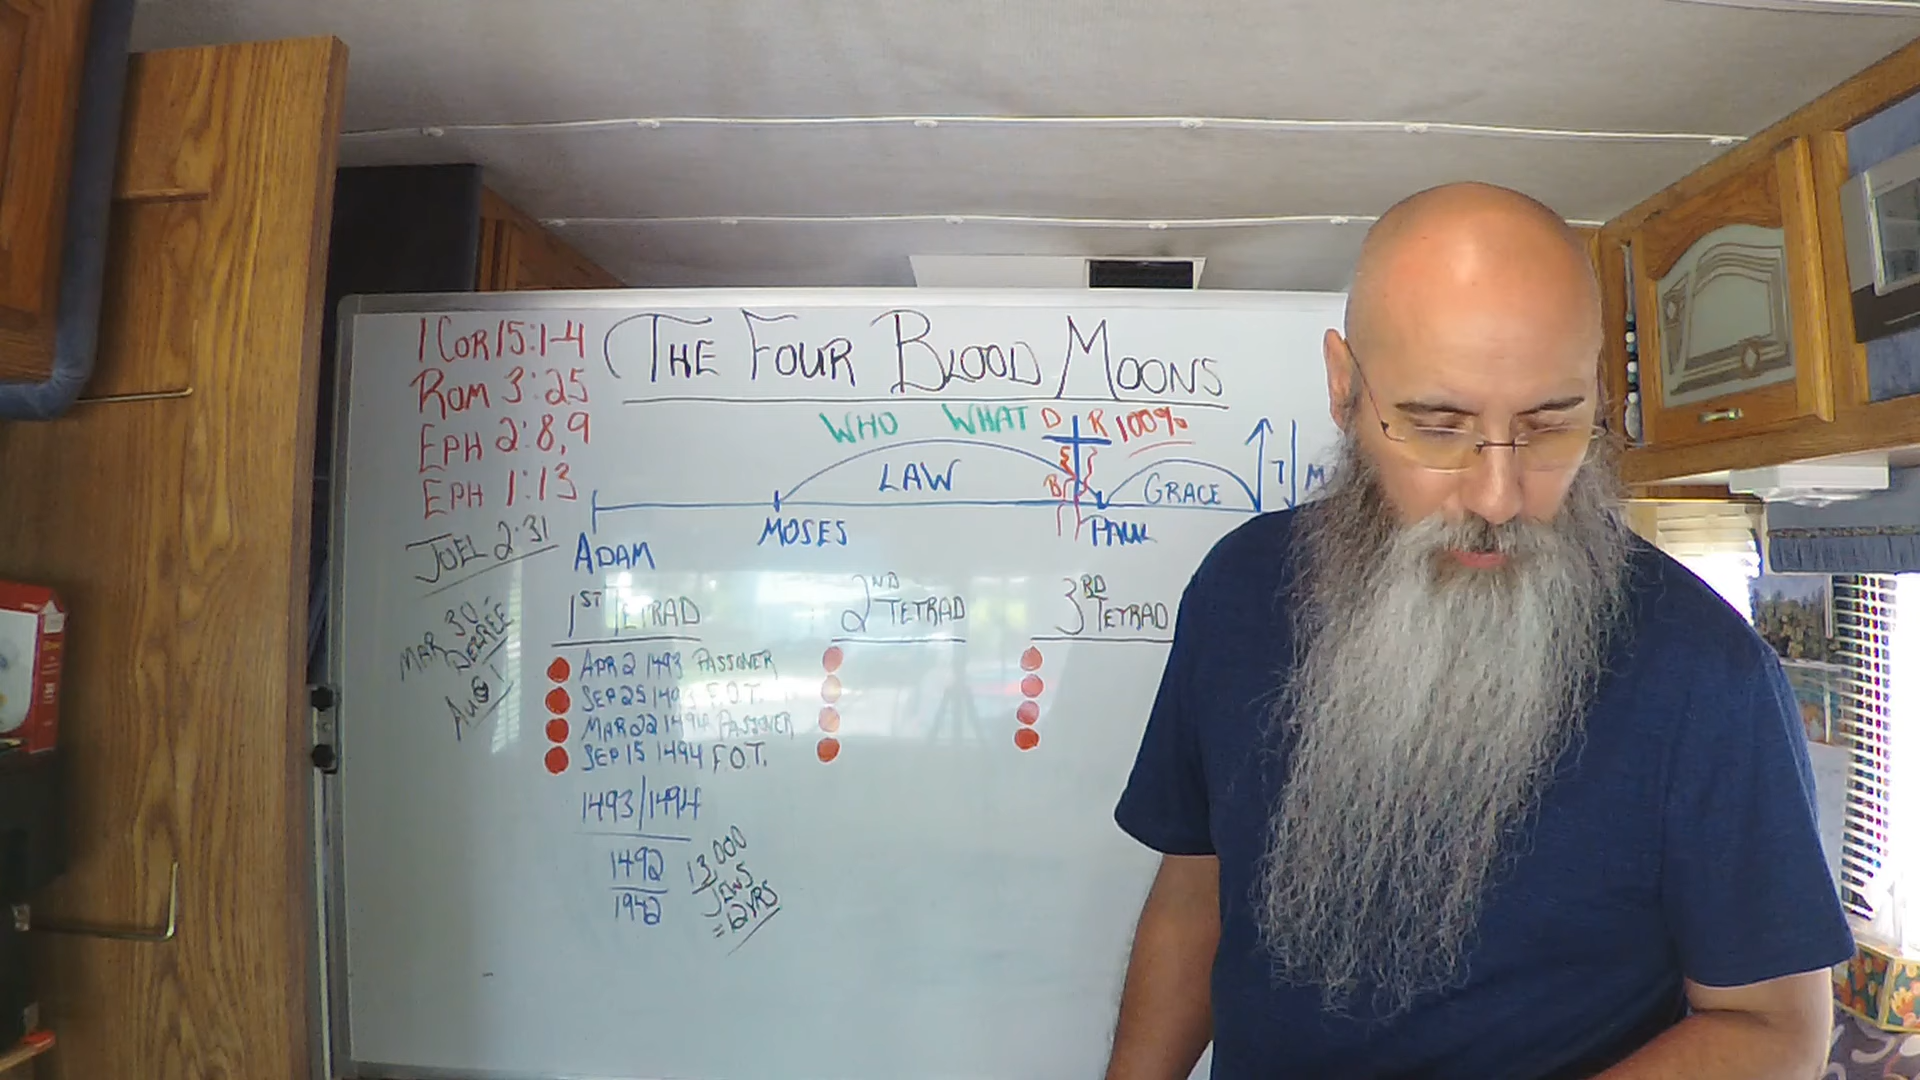 1 COR 15:1-4
ROM 3:25
EPH 2:8,9
EPH 1:13
JOEL 2:31
MAR 30
DECREE
AUG 1
THE FOUR BLOOD MOONS
WHO WHAT D R 100%
LAW B GRACE 7 M
ADAM MOSES PAUL
1ST TETRAD
APR 2 1493 PASSOVER
SEP 25 1493 F.O.T.
MAR 22 1494 PASSOVER
SEP 15 1494 F.O.T.
1493/1494
1492
13,000
JEWS
=12YRS
2ND TETRAD
3RD TETRAD